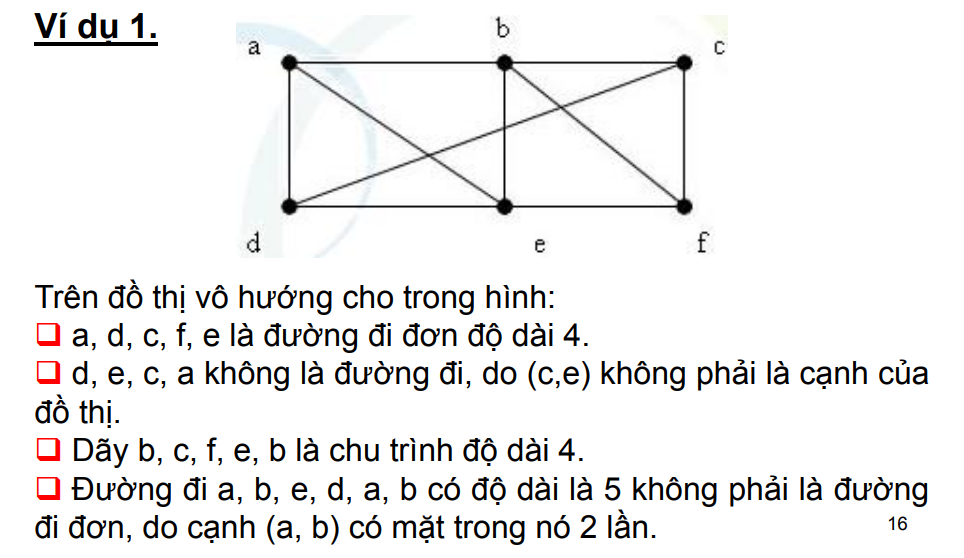 Ví dụ 1.
a
b
c
d
e
f
Trên đồ thị vô hướng cho trong hình:
❑ a, d, c, f, e là đường đi đơn độ dài 4.
❑ d, e, c, a không là đường đi, do (c,e) không phải là cạnh của
đồ thị.
❑ Dãy b, c, f, e, b là chu trình độ dài 4.
❑ Đường đi a, b, e, d, a, b có độ dài là 5 không phải là đường
đi đơn, do cạnh (a, b) có mặt trong nó 2 lần.
16